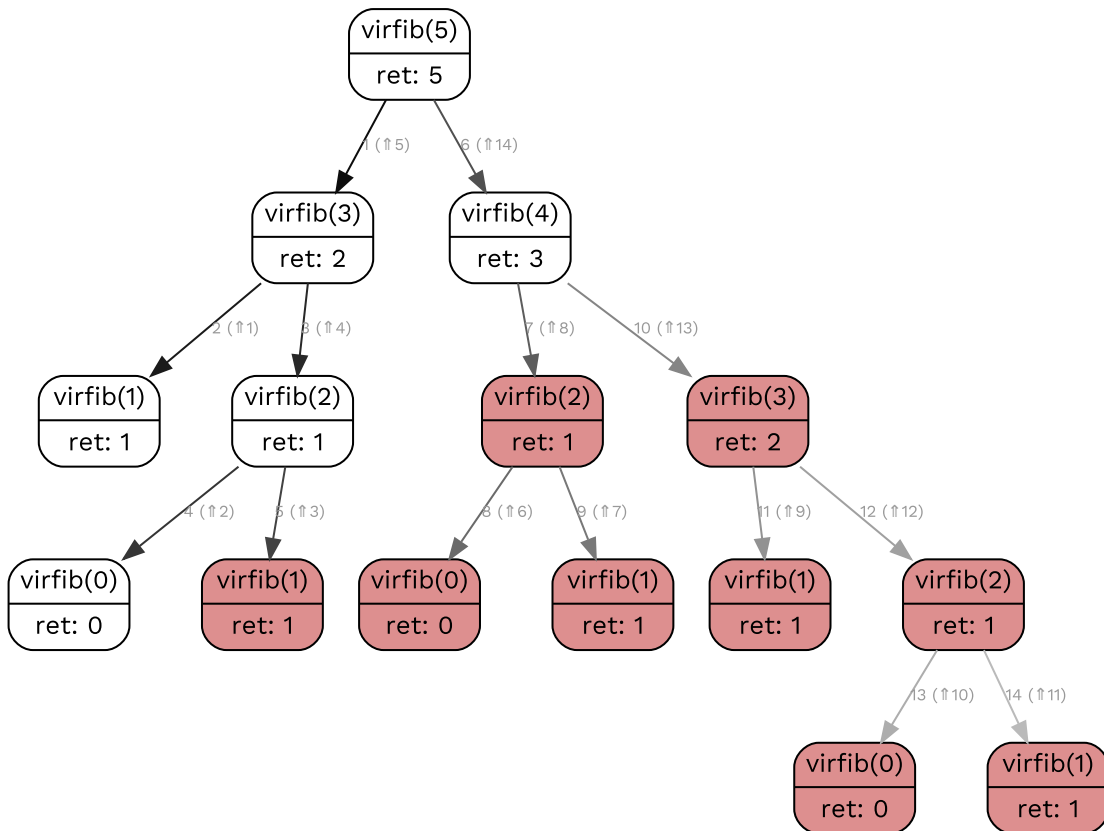 virfib(5)
ret: 5
1 (⇑5)
6 (⇑14)
virfib(3)
ret: 2
virfib(4)
ret: 3
2 (⇑1)
3 (⇑4)
7 (⇑8)
10 (⇑13)
virfib(1)
ret: 1
virfib(2)
ret: 1
virfib(2)
ret: 1
virfib(3)
ret: 2
4 (⇑2)
5 (⇑3)
8 (⇑6)
9 (⇑7)
11 (⇑9)
12 (⇑12)
virfib(0)
ret: 0
virfib(1)
ret: 1
virfib(0)
ret: 0
virfib(1)
ret: 1
virfib(1)
ret: 1
virfib(2)
ret: 1
13 (⇑10)
14 (⇑11)
virfib(0)
ret: 0
virfib(1)
ret: 1